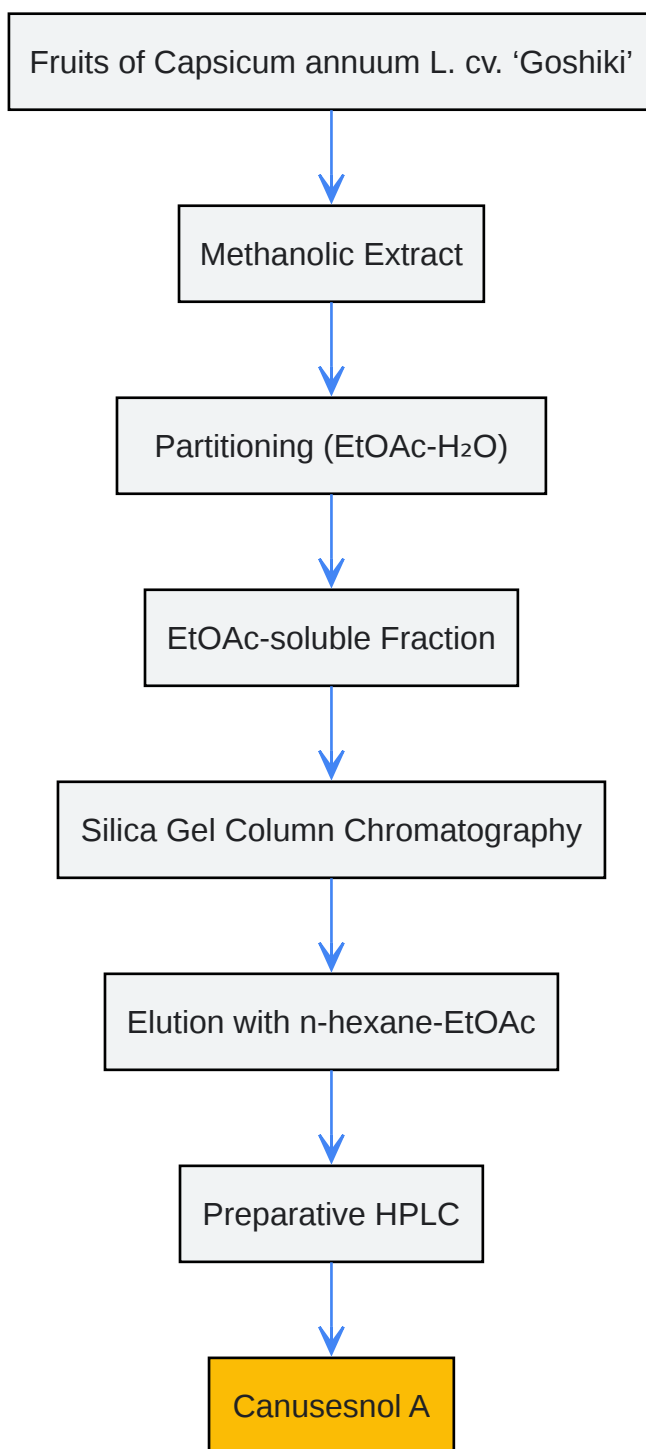 Fruits of Capsicum annuum L. cv. ‘Goshiki’
Methanolic Extract
Partitioning (EtOAc-H₂O)
EtOAc-soluble Fraction
Silica Gel Column Chromatography
Elution with n-hexane-EtOAc
Preparative HPLC
Canusesnol A